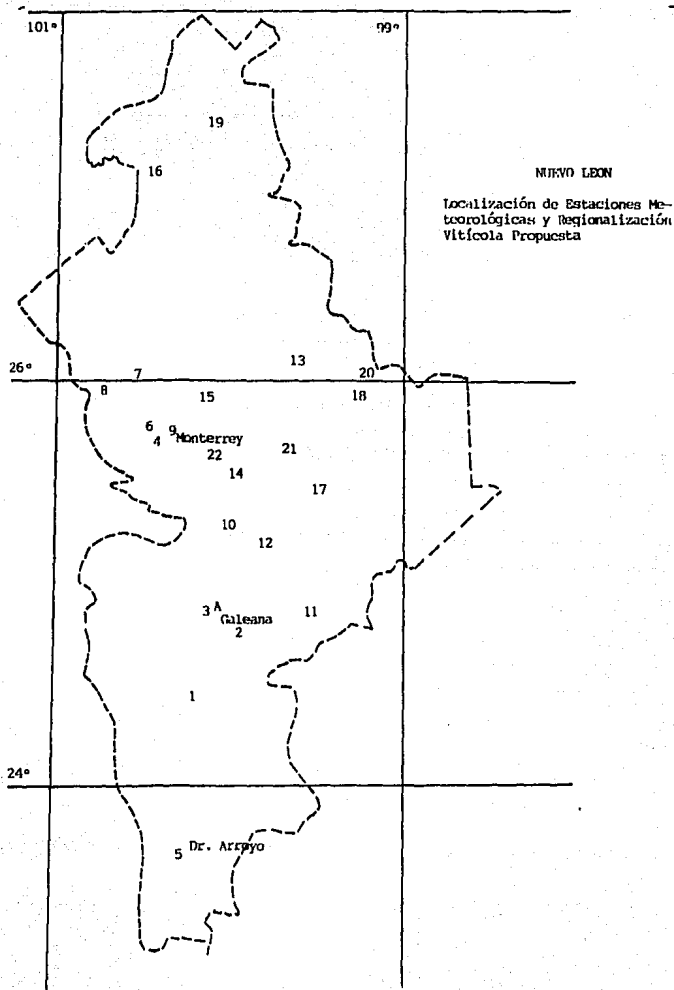 101° 99°
19
NUEVO LEON
16
Localización de Estaciones Me-
teorológicas y Regionalización
Vitícola Propuesta
13
26° 7 20
8 15 18
6 9 Monterrey
4 21
22
14
17
10
12
3 A 11
Galeana
2
1
24°
5 Dr. Arroyo